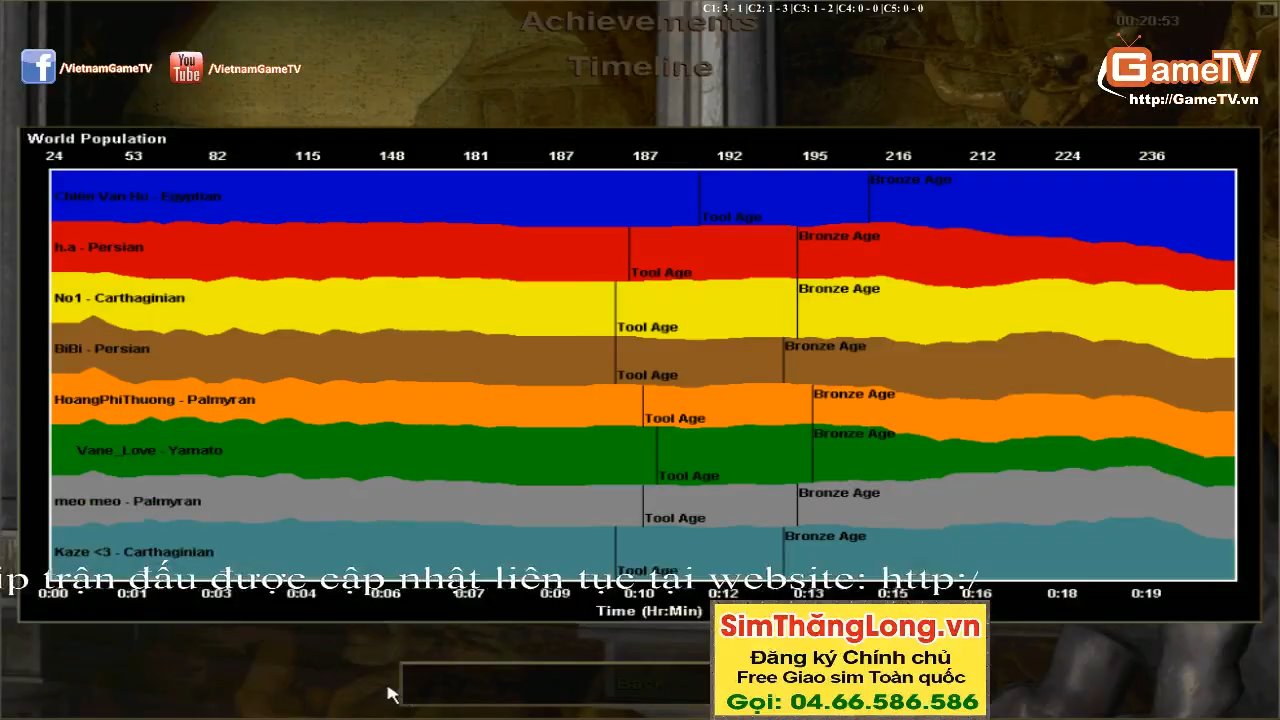 C1: 3 - 1 |C2: 1 - 3 |C3: 1 - 2 |C4: 0 - 0 |C5: 0 - 0
Achievements
00:20:53
Timeline
/VietnamGameTV
You Tube /VietnamGameTV
GameTV
http://GameTV.vn
World Population
24 53 82 115 148 181 187 187 192 195 216 212 224 236
Chien Van Hu - Egyptian
Tool Age
Bronze Age
h.a - Persian
Tool Age
Bronze Age
No1 - Carthaginian
Tool Age
Bronze Age
BiBi - Persian
Tool Age
Bronze Age
HoangPhiThuong - Palmyran
Tool Age
Bronze Age
Vane_Love - Yamato
Tool Age
Bronze Age
meo meo - Palmyran
Tool Age
Bronze Age
Kaze <3 - Carthaginian
Tool Age
Bronze Age
ip trận đấu được cập nhật liên tục tại website: http:/
0:00 0:01 0:03 0:04 0:06 0:07 0:09 0:10 0:12 0:13 0:15 0:16 0:18 0:19
Time (Hr:Min)
SimThăngLong.vn
Đăng ký Chính chủ
Free Giao sim Toàn quốc
Gọi: 04.66.586.586
Back